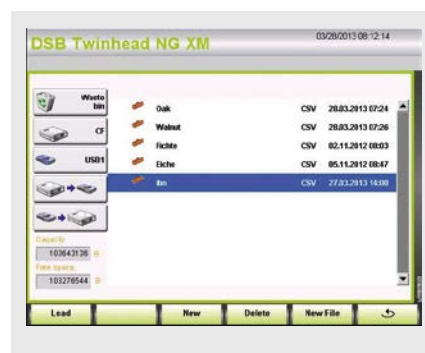 DSB Twinhead NG XM
03/28/2013 08:12:14
Waste
bin
CF
USB1
Oak CSV 28.03.2013 07:24
Walnut CSV 28.03.2013 07:26
Fichte CSV 02.11.2012 08:03
Eiche CSV 05.11.2012 08:47
ibn CSV 27.03.2013 14:00
Capacity
103643136 B
Free space
103276544 B
Load New Delete New File